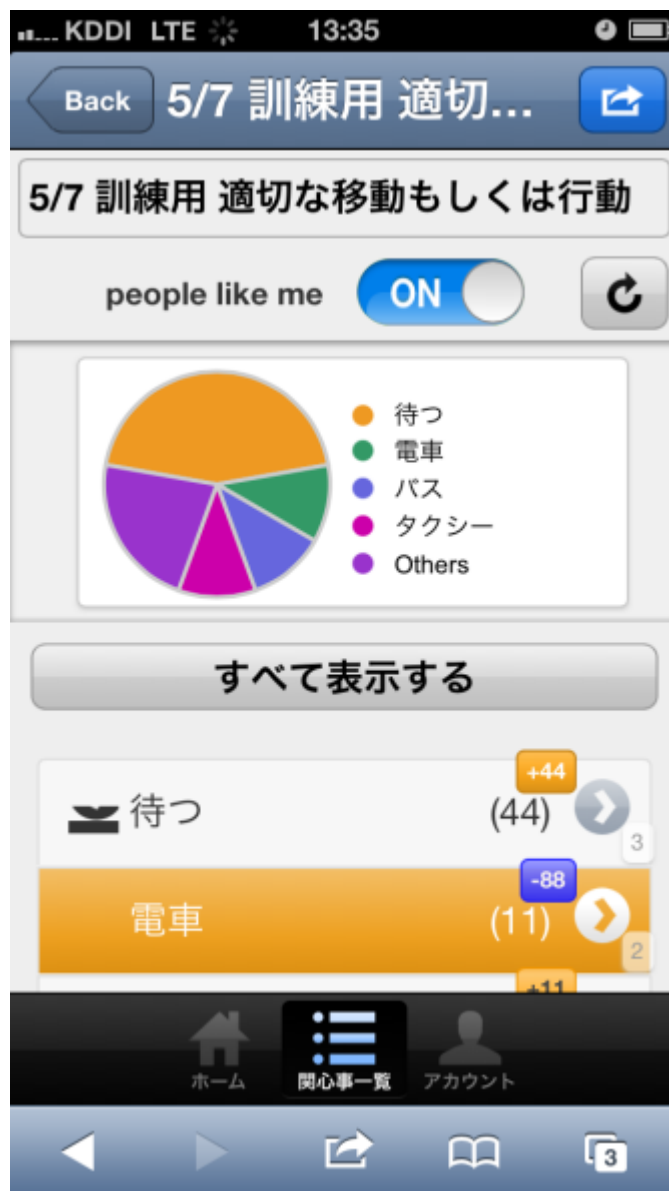 KDDI LTE 13:35
Back 5/7 訓練用 適切...
5/7 訓練用 適切な移動もしくは行動
people like me ON
待つ
電車
バス
タクシー
Others
すべて表示する
+44
待つ (44)
3
-88
電車 (11)
2
+11
ホーム 関心事一覧 アカウント
3